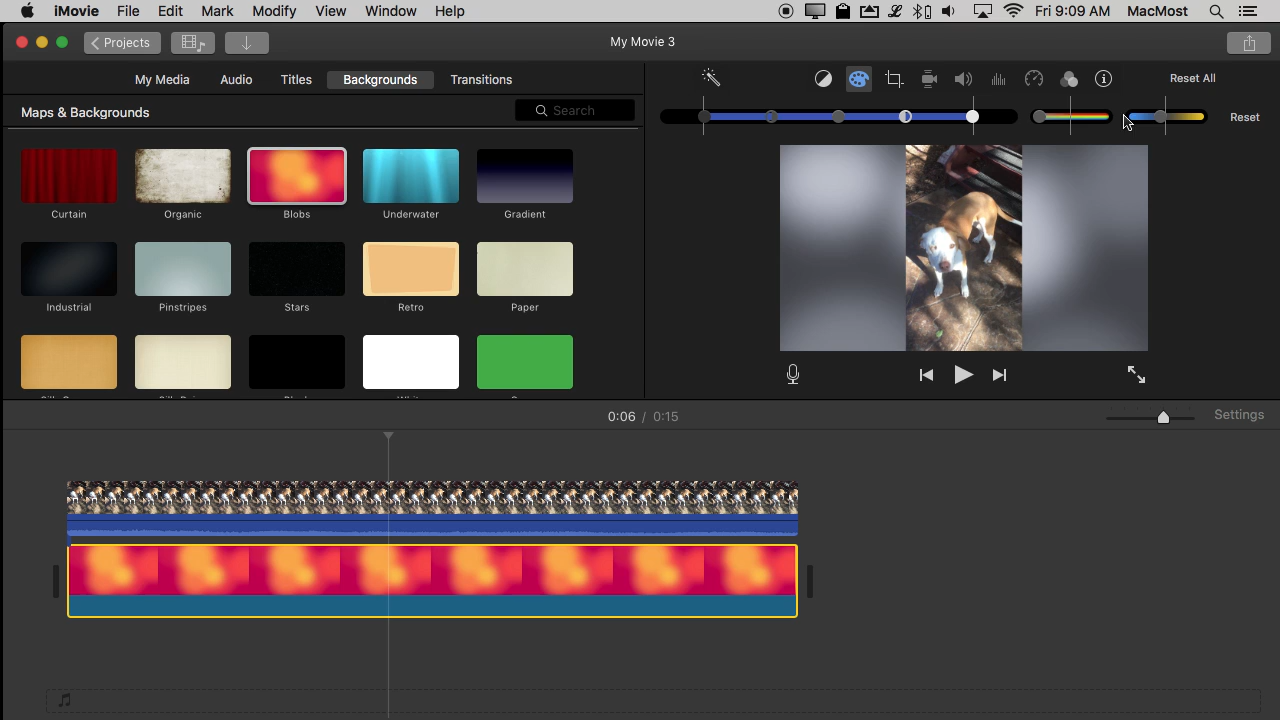 iMovie File Edit Mark Modify View Window Help Fri 9:09 AM MacMost
Projects My Movie 3
My Media Audio Titles Backgrounds Transitions Reset All
Maps & Backgrounds Search Reset
Curtain Organic Blobs Underwater Gradient
Industrial Pinstripes Stars Retro Paper
0:06 / 0:15 Settings